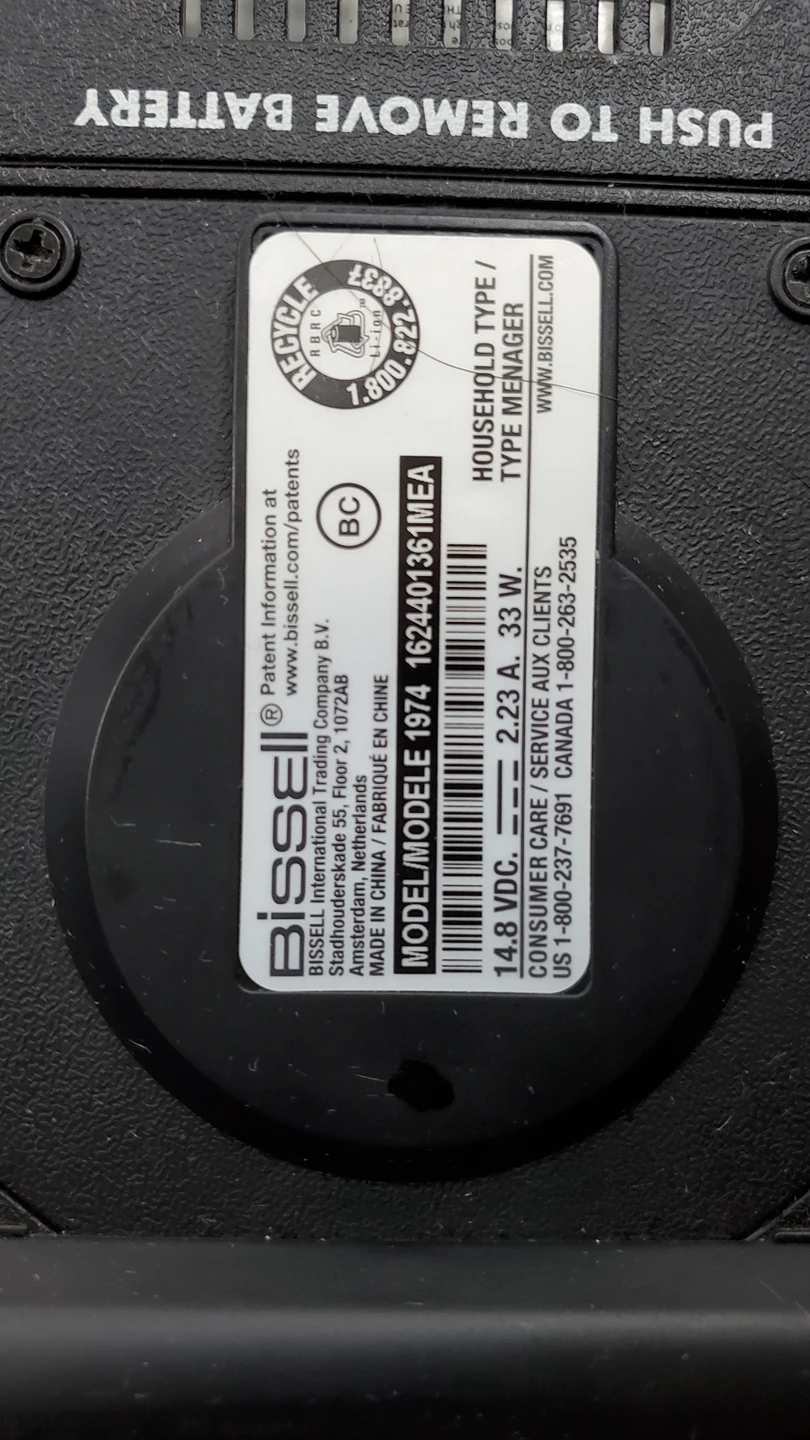 PUSH TO REMOVE BATTERY
Bissell® Patent Information at
www.bissell.com/patents
BISSELL International Trading Company B.V.
Stadhouderskade 55, Floor 2, 1072AB
Amsterdam, Netherlands
MADE IN CHINA / FABRIQUÉ EN CHINE
BC
RECYCLE
RBRC
Li-ion
1.800.822.8837
MODEL/MODELE 1974 1624401361MEA
14.8 VDC. 2.23 A. 33 W.
HOUSEHOLD TYPE /
TYPE MENAGER
CONSUMER CARE / SERVICE AUX CLIENTS
WWW.BISSELL.COM
US 1-800-237-7691 CANADA 1-800-263-2535